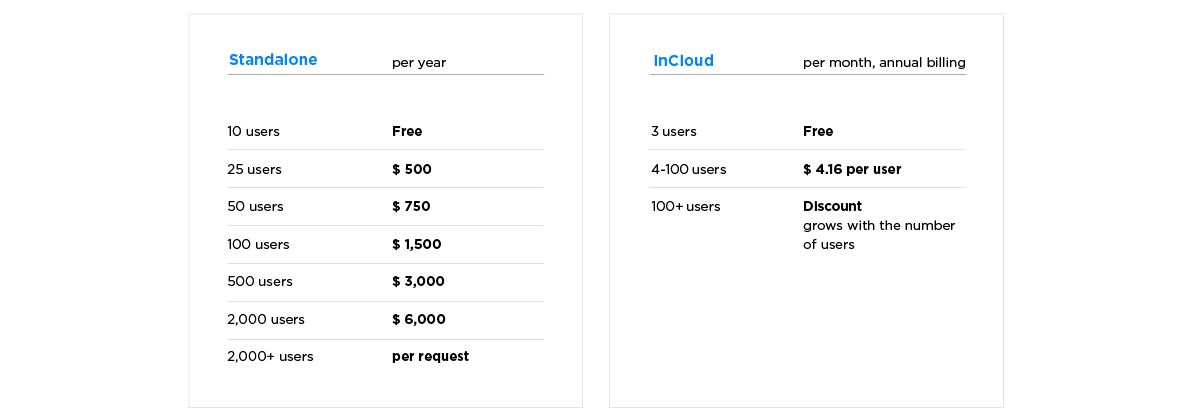 Standalone per year
10 users Free
25 users $ 500
50 users $ 750
100 users $ 1,500
500 users $ 3,000
2,000 users $ 6,000
2,000+ users per request
InCloud per month, annual billing
3 users Free
4-100 users $ 4.16 per user
100+ users Discount
grows with the number
of users